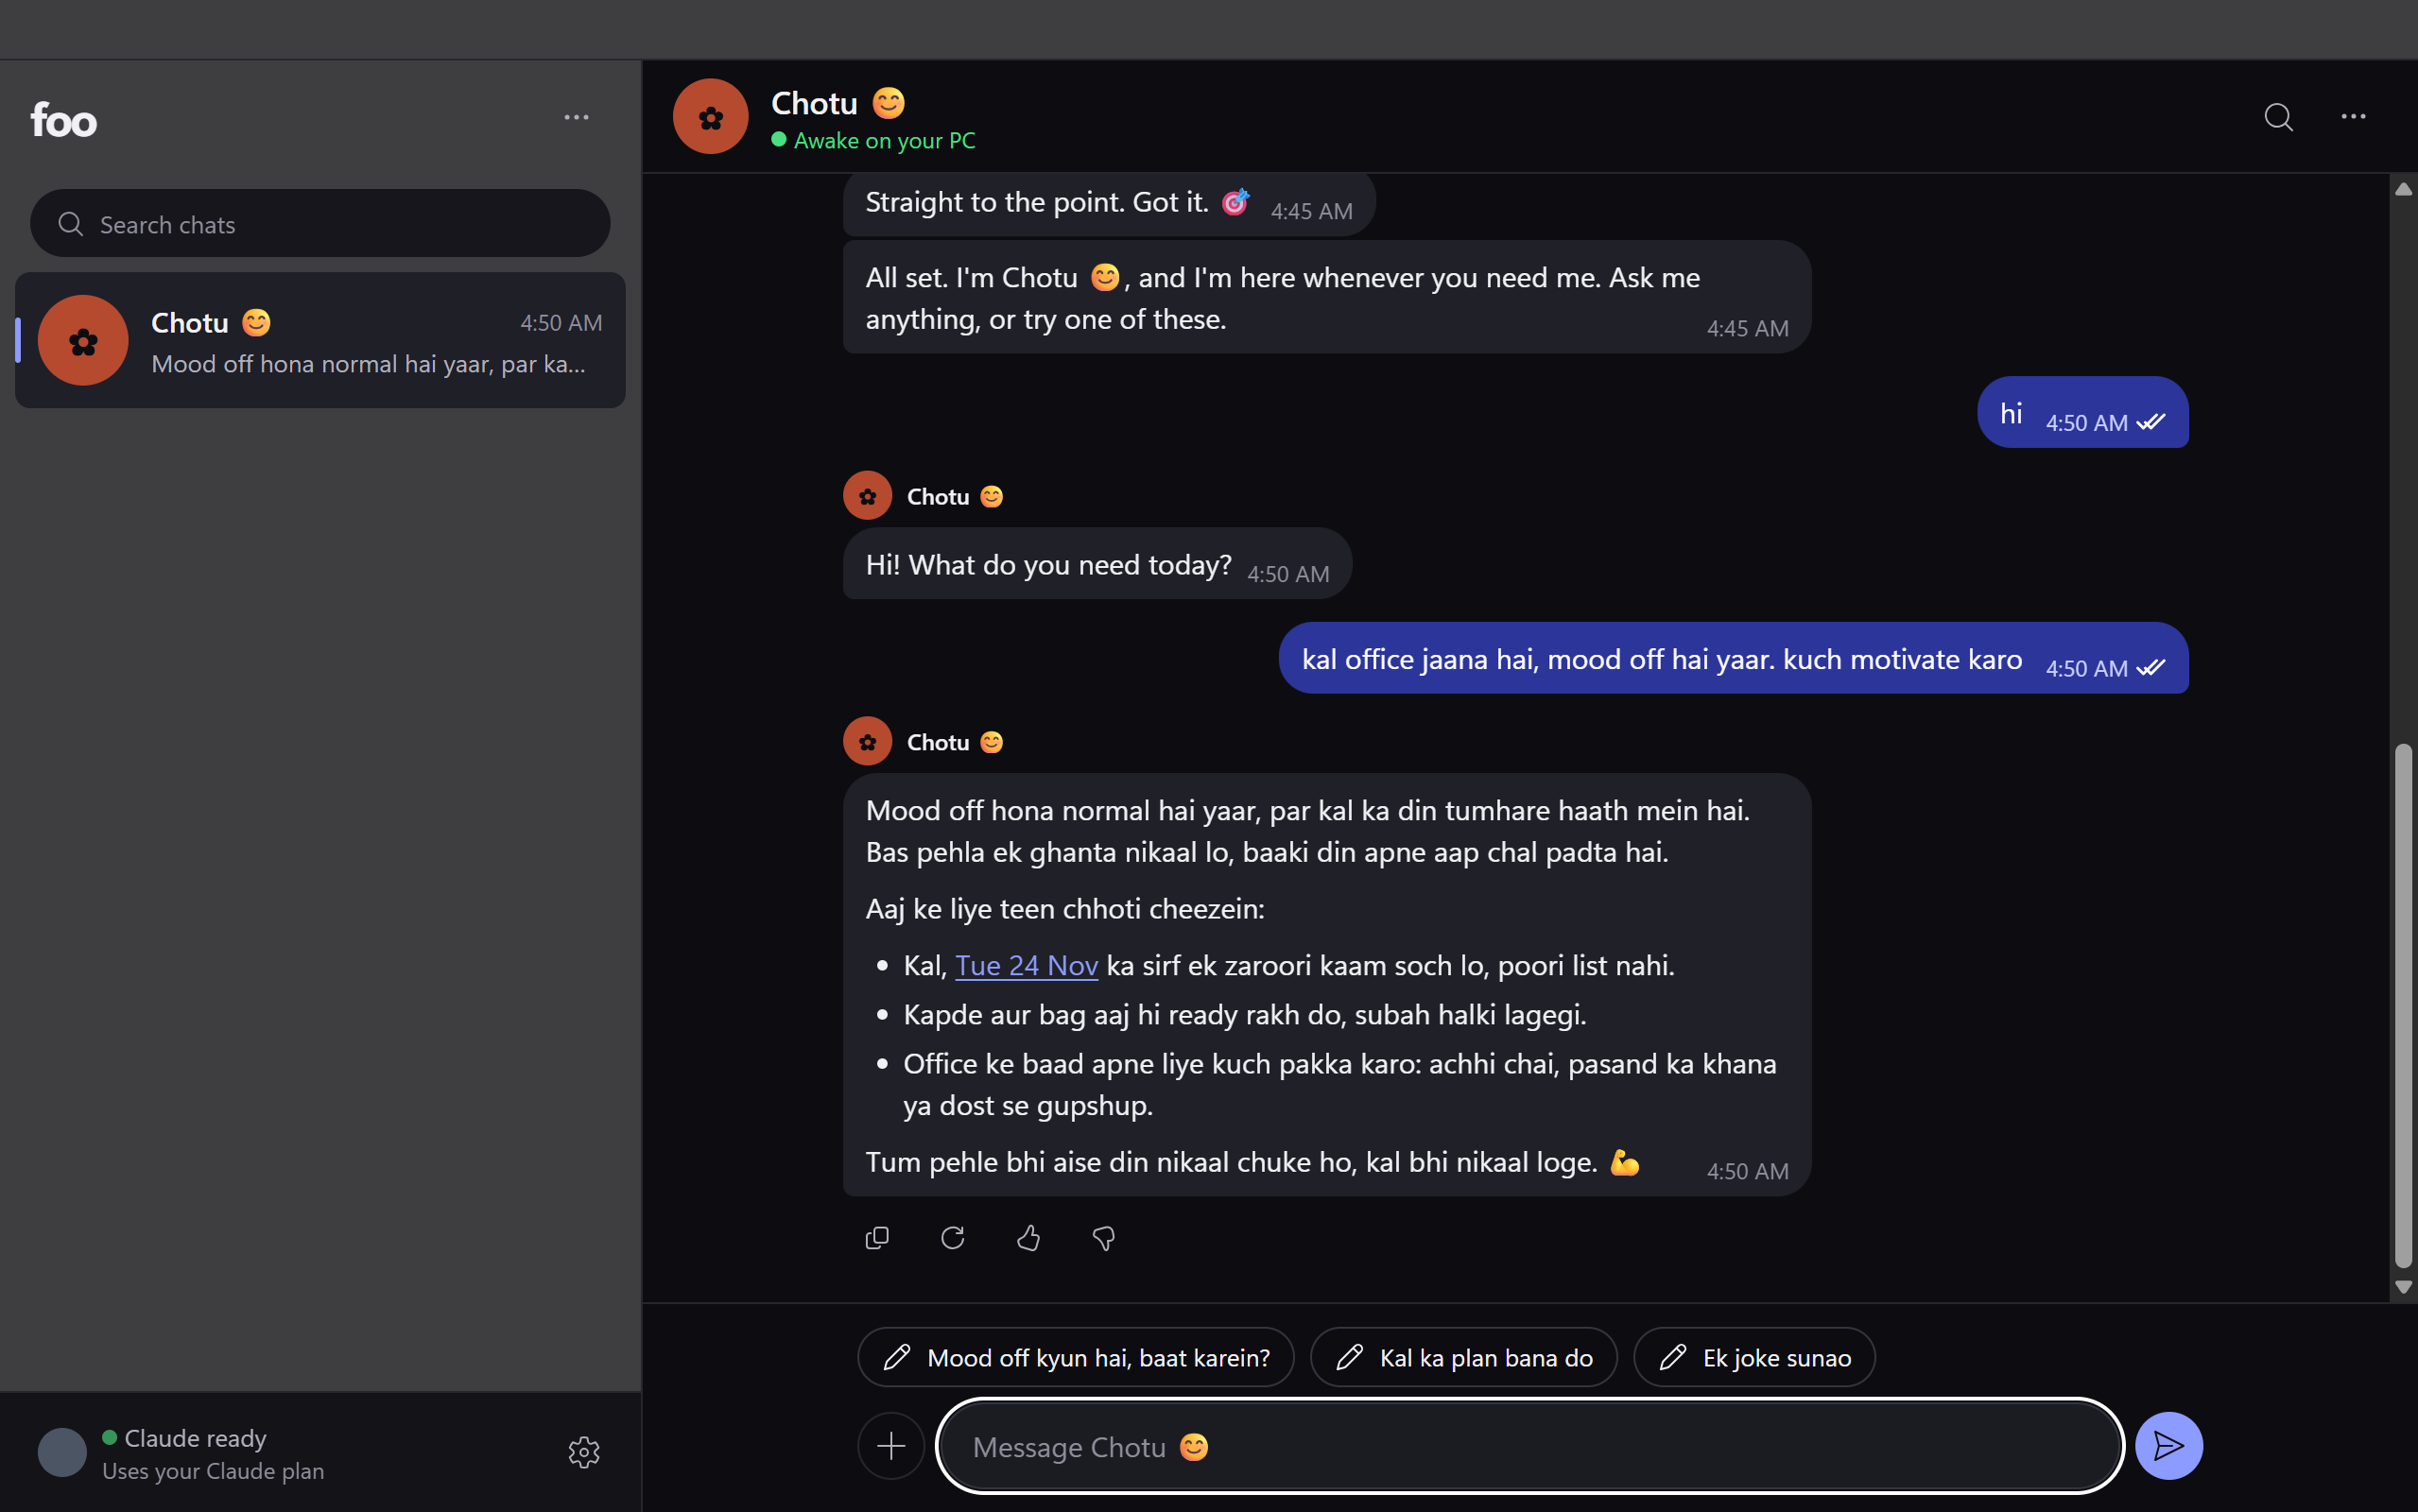 foo
Search chats
Chotu 😊
4:50 AM
Mood off hona normal hai yaar, par ka...
Claude ready
Uses your Claude plan
Chotu 😊
Awake on your PC
Straight to the point. Got it. 🎯 4:45 AM
All set. I'm Chotu 😊, and I'm here whenever you need me. Ask me
anything, or try one of these.
4:45 AM
hi 4:50 AM
Chotu 😊
Hi! What do you need today? 4:50 AM
kal office jaana hai, mood off hai yaar. kuch motivate karo 4:50 AM
Chotu 😊
Mood off hona normal hai yaar, par kal ka din tumhare haath mein hai.
Bas pehla ek ghanta nikaal lo, baaki din apne aap chal padta hai.
Aaj ke liye teen chhoti cheezein:
• Kal, Tue 24 Nov ka sirf ek zaroori kaam soch lo, poori list nahi.
• Kapde aur bag aaj hi ready rakh do, subah halki lagegi.
• Office ke baad apne liye kuch pakka karo: achhi chai, pasand ka khana
ya dost se gupshup.
Tum pehle bhi aise din nikaal chuke ho, kal bhi nikaal loge. 💪 4:50 AM
Mood off kyun hai, baat karein?
Kal ka plan bana do
Ek joke sunao
Message Chotu 😊